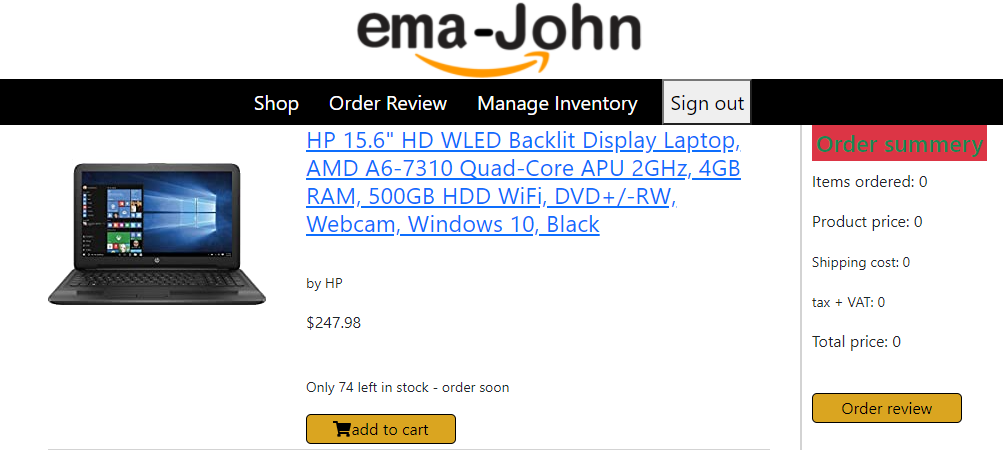 ema-John
Shop Order Review Manage Inventory Sign out
HP 15.6" HD WLED Backlit Display Laptop,
AMD A6-7310 Quad-Core APU 2GHz, 4GB
RAM, 500GB HDD WiFi, DVD+/-RW,
Webcam, Windows 10, Black
by HP
$247.98
Only 74 left in stock - order soon
add to cart
Order summery
Items ordered: 0
Product price: 0
Shipping cost: 0
tax + VAT: 0
Total price: 0
Order review